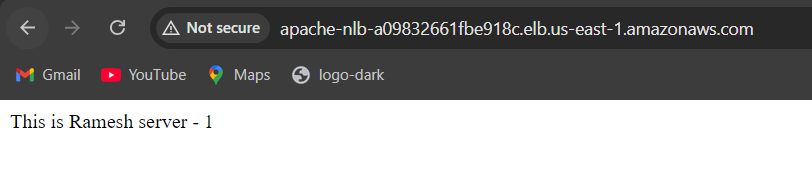 Not secure apache-nlb-a09832661fbe918c.elb.us-east-1.amazonaws.com
Gmail YouTube Maps logo-dark
This is Ramesh server - 1